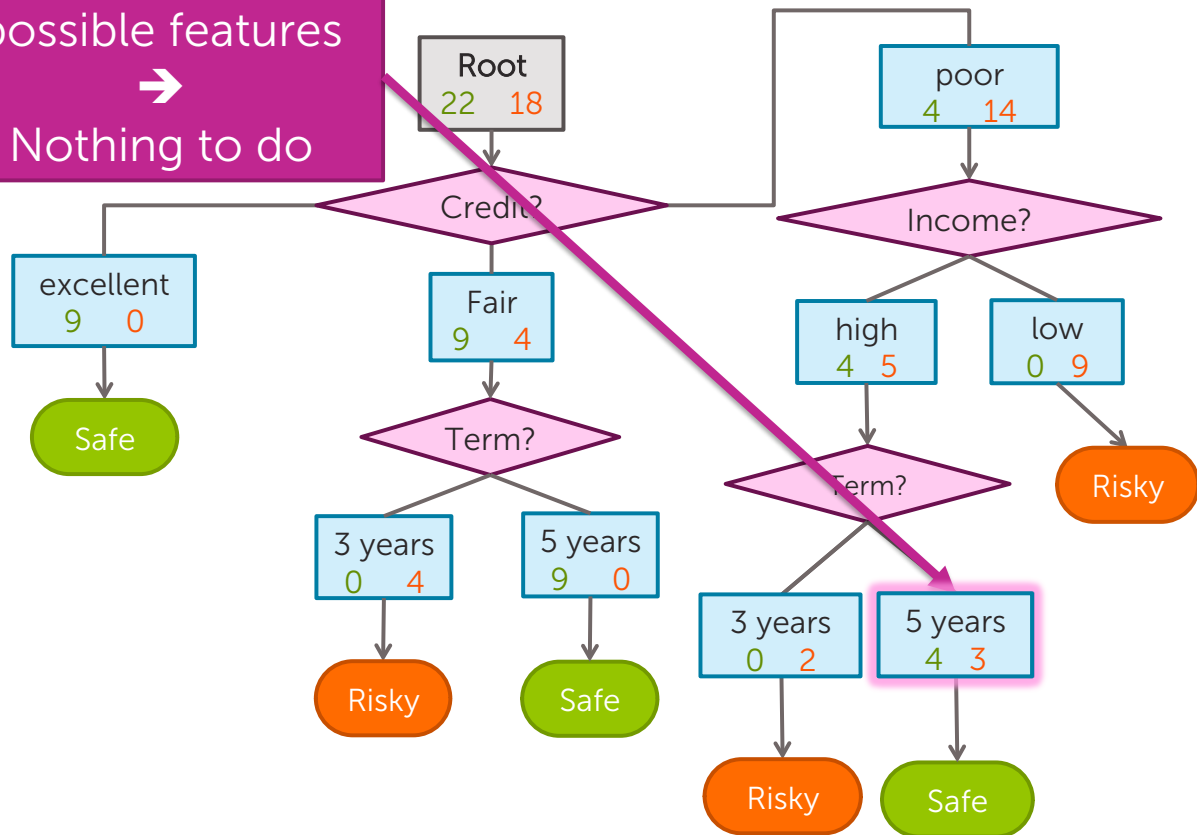 possible features
➔
Nothing to do
Root
22 18
Credit?
excellent
9 0
Safe
Fair
9 4
Term?
3 years
0 4
Risky
5 years
9 0
Safe
poor
4 14
Income?
high
4 5
low
0 9
Risky
Term?
3 years
0 2
Risky
5 years
4 3
Safe